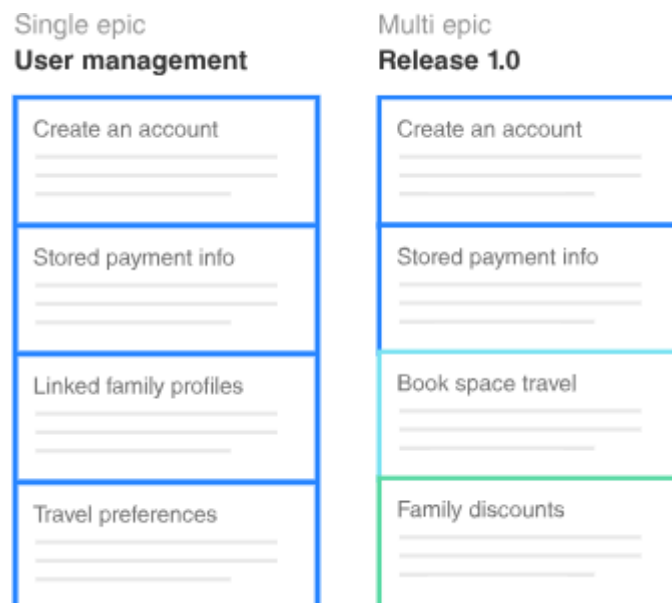 Single epic
User management
Create an account
Stored payment info
Linked family profiles
Travel preferences
Multi epic
Release 1.0
Create an account
Stored payment info
Book space travel
Family discounts